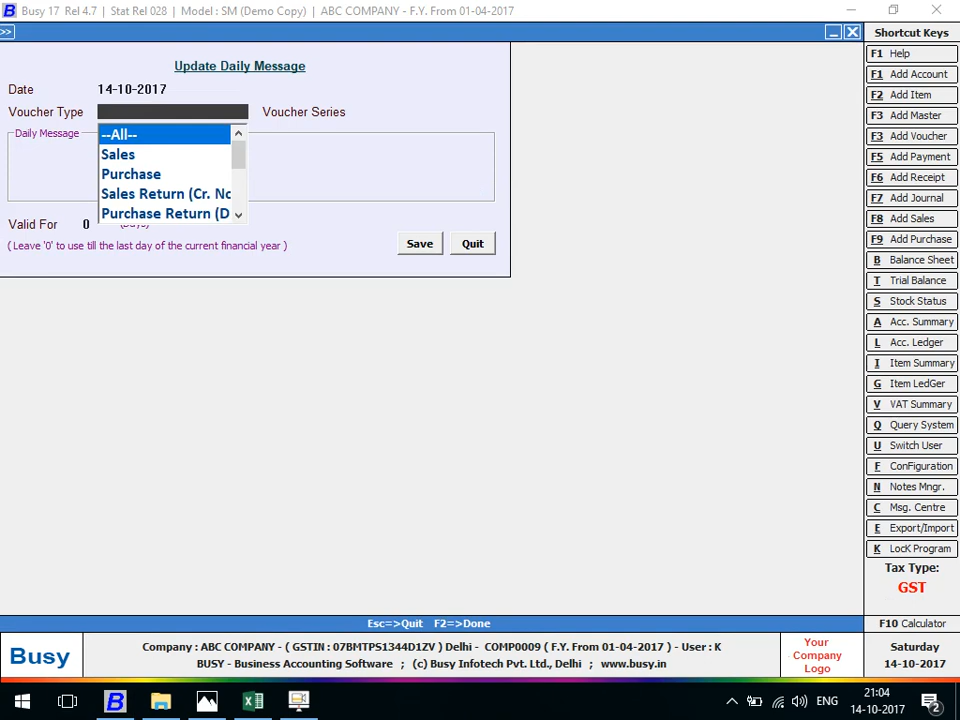 Busy 17 Rel 4.7 | Stat Rel 028 | Model : SM (Demo Copy) | ABC COMPANY - F.Y. From 01-04-2017
>>
Update Daily Message
Date 14-10-2017
Voucher Type Voucher Series
Daily Message
--All--
Sales
Purchase
Sales Return (Cr. No
Purchase Return (D
Valid For 0
( Leave '0' to use till the last day of the current financial year )
Save Quit
Shortcut Keys
F1 Help
F1 Add Account
F2 Add Item
F3 Add Master
F3 Add Voucher
F5 Add Payment
F6 Add Receipt
F7 Add Journal
F8 Add Sales
F9 Add Purchase
B Balance Sheet
T Trial Balance
S Stock Status
A Acc. Summary
L Acc. Ledger
I Item Summary
G Item LedGer
V VAT Summary
Q Query System
U Switch User
F ConFiguration
N Notes Mngr.
C Msg. Centre
E Export/Import
K LocK Program
Tax Type:
GST
Esc=>Quit F2=>Done
F10 Calculator
Busy
Company : ABC COMPANY - ( GSTIN : 07BMTPS1344D1ZV ) Delhi - COMP0009 ( F.Y. From 01-04-2017 ) - User : K
BUSY - Business Accounting Software ; (c) Busy Infotech Pvt. Ltd., Delhi ; www.busy.in
Your
Company
Logo
Saturday
14-10-2017
B
ENG
21:04
14-10-2017
2